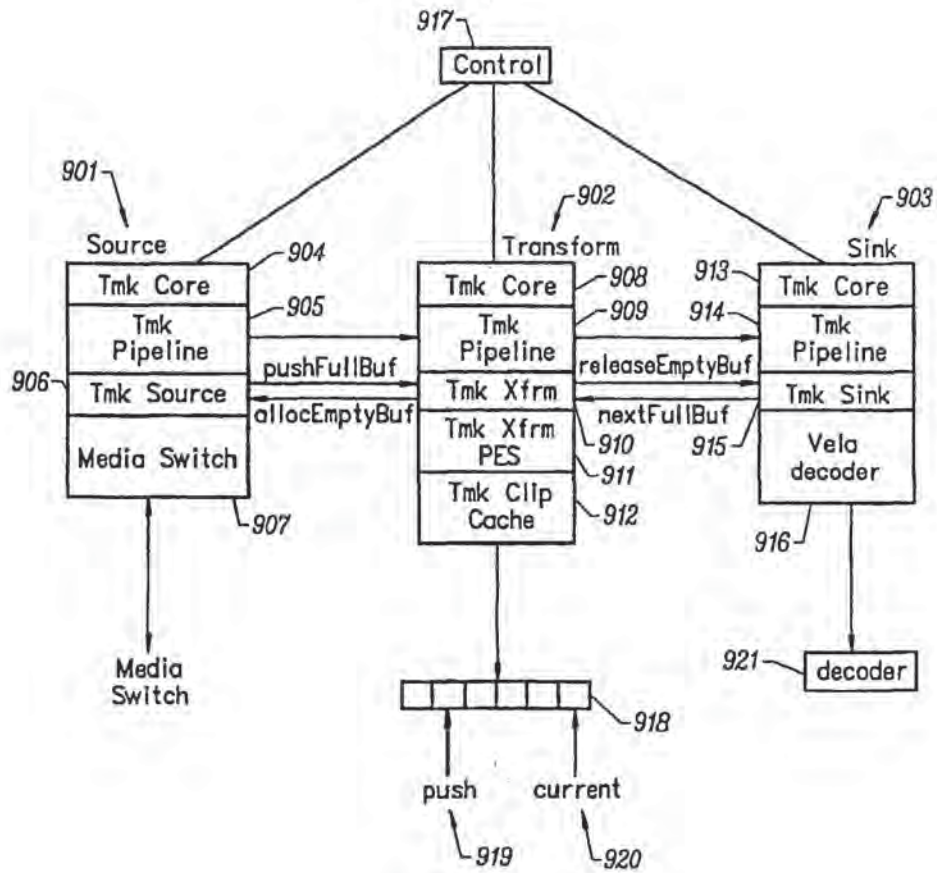 917
Control
901
Source
902
Transform
903
Sink
904
Tmk Core
908
Tmk Core
913
Tmk Core
905
Tmk
Pipeline
909
Tmk
Pipeline
914
Tmk
Pipeline
pushFullBuf
releaseEmptyBuf
906
Tmk Source
allocEmptyBuf
Tmk Xfrm
910
nextFullBuf
Tmk Sink
915
Media Switch
907
Tmk Xfrm
PES
911
Tmk Clip
Cache
912
Vela
decoder
916
Media
Switch
921
decoder
918
push
current
919
920